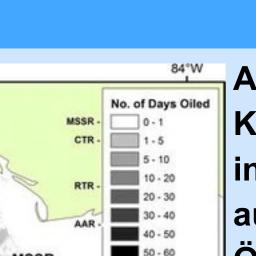 84°W
No. of Days Oiled
MSSR - 0 - 1
CTR - 1 - 5
5 - 10
RTR - 10 - 20
20 - 30
AAR - 30 - 40
40 - 50
50 - 60
A
K
in
au